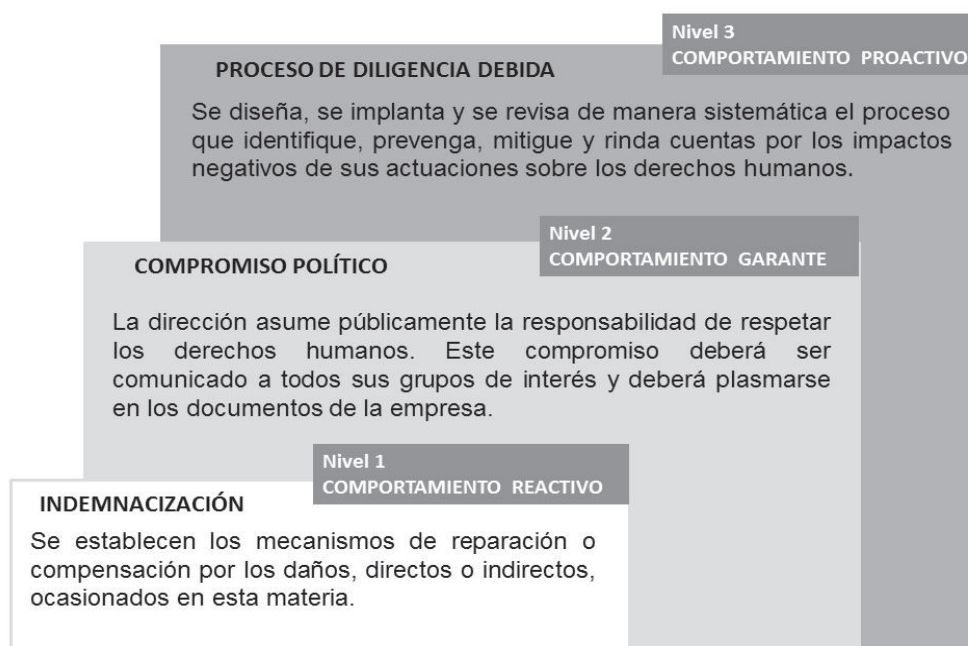 Nivel 3
COMPORTAMIENTO PROACTIVO
PROCESO DE DILIGENCIA DEBIDA
Se diseña, se implanta y se revisa de manera sistemática el proceso
que identifique, prevenga, mitigue y rinda cuentas por los impactos
negativos de sus actuaciones sobre los derechos humanos.
Nivel 2
COMPORTAMIENTO GARANTE
COMPROMISO POLÍTICO
La dirección asume públicamente la responsabilidad de respetar
los derechos humanos. Este compromiso deberá ser
comunicado a todos sus grupos de interés y deberá plasmarse
en los documentos de la empresa.
Nivel 1
COMPORTAMIENTO REACTIVO
INDEMNACIZACIÓN
Se establecen los mecanismos de reparación o
compensación por los daños, directos o indirectos,
ocasionados en esta materia.